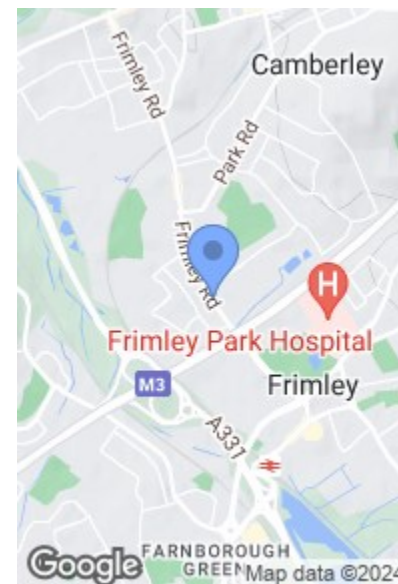 Camberley
Frimley Rd
Park Rd
Frimley Rd
H
Frimley Park Hospital
M3
Frimley
A331
FARNBOROUGH
GREEN
Google
Map data ©2024